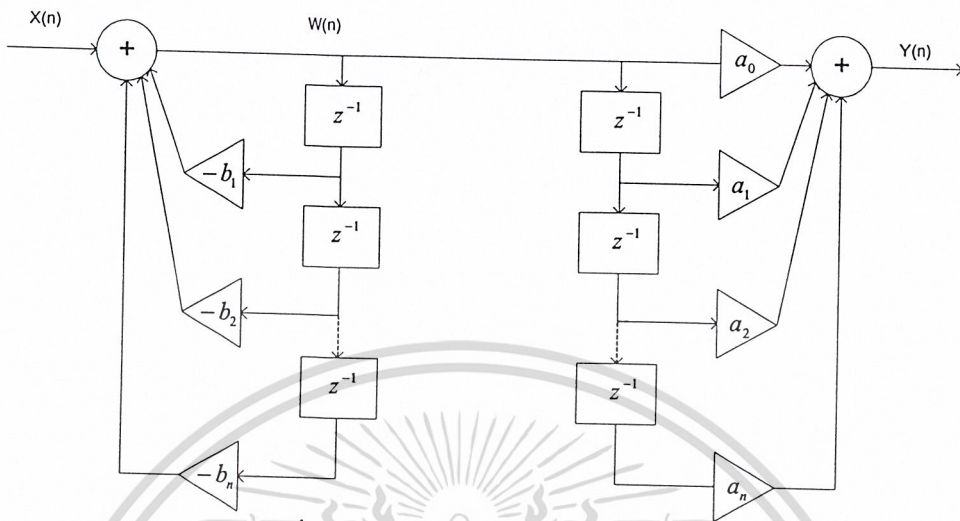 X(n)
W(n)
Y(n)
+
a₀
+
z⁻¹
z⁻¹
-b₁
a₁
z⁻¹
z⁻¹
-b₂
a₂
z⁻¹
z⁻¹
-bₙ
aₙ